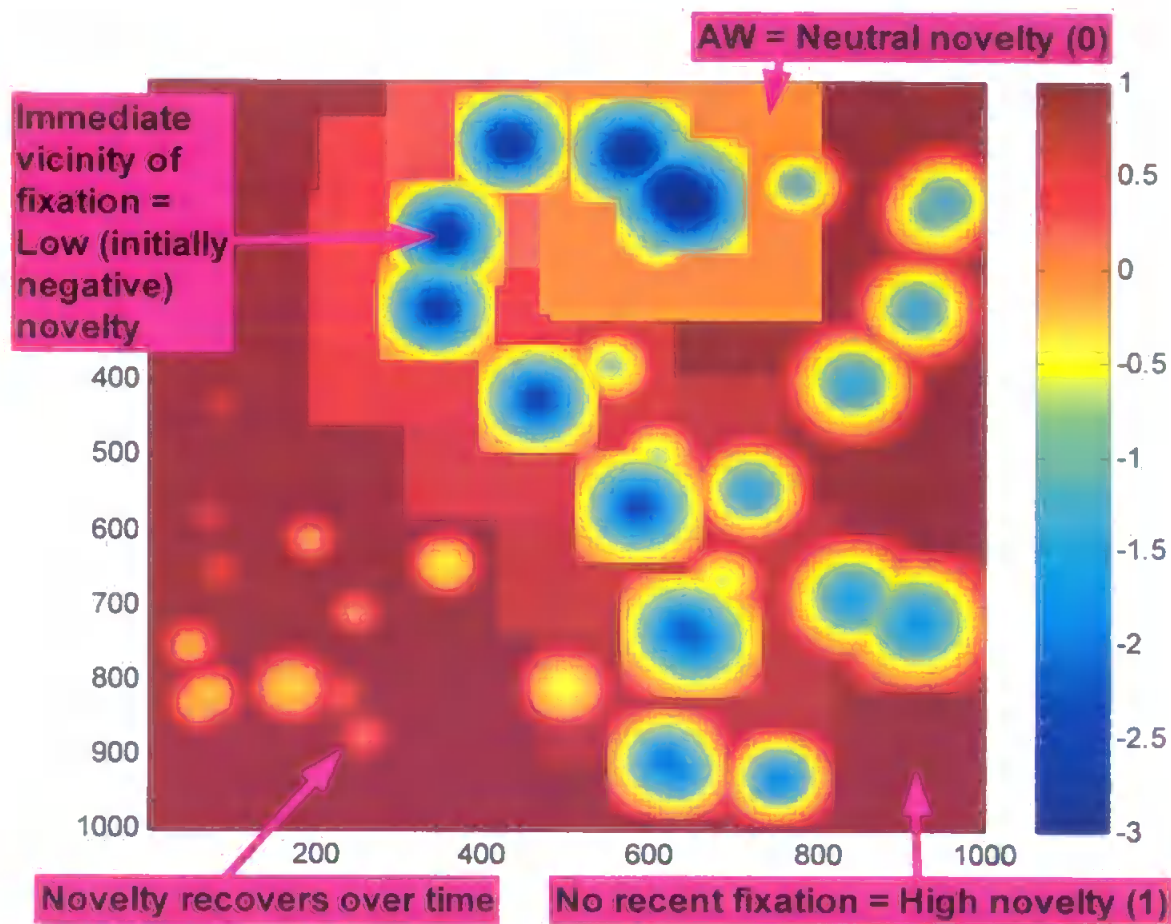 AW = Neutral novelty (0)
Immediate
vicinity of
fixation =
Low (initially
negative)
novelty
400
500
600
700
800
900
1000
200
400
600
800
1000
1
0.5
0
-0.5
-1
-1.5
-2
-2.5
-3
Novelty recovers over time
No recent fixation = High novelty (1)